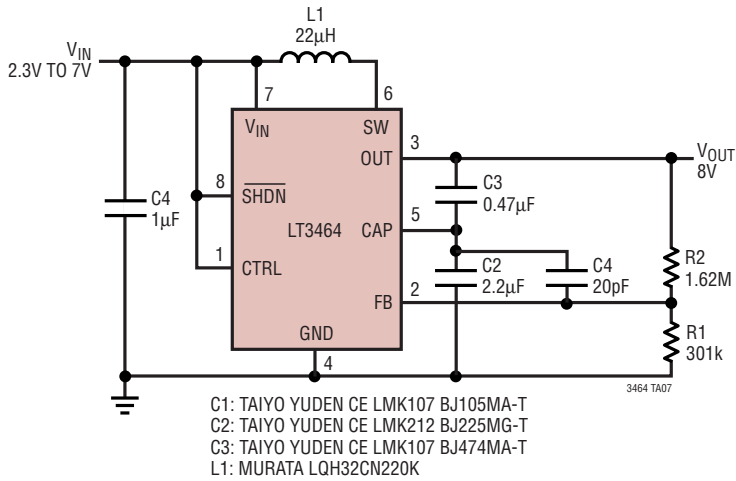 L1
22μH
VIN
2.3V TO 7V
7
6
VIN
SW
3
OUT
VOUT
8V
C3
0.47μF
8
SHDN
C4
1μF
LT3464
CAP
5
1
CTRL
C2
2.2μF
C4
20pF
R2
1.62M
FB
2
GND
R1
301k
4
3464 TA07
C1: TAIYO YUDEN CE LMK107 BJ105MA-T
C2: TAIYO YUDEN CE LMK212 BJ225MG-T
C3: TAIYO YUDEN CE LMK107 BJ474MA-T
L1: MURATA LQH32CN220K